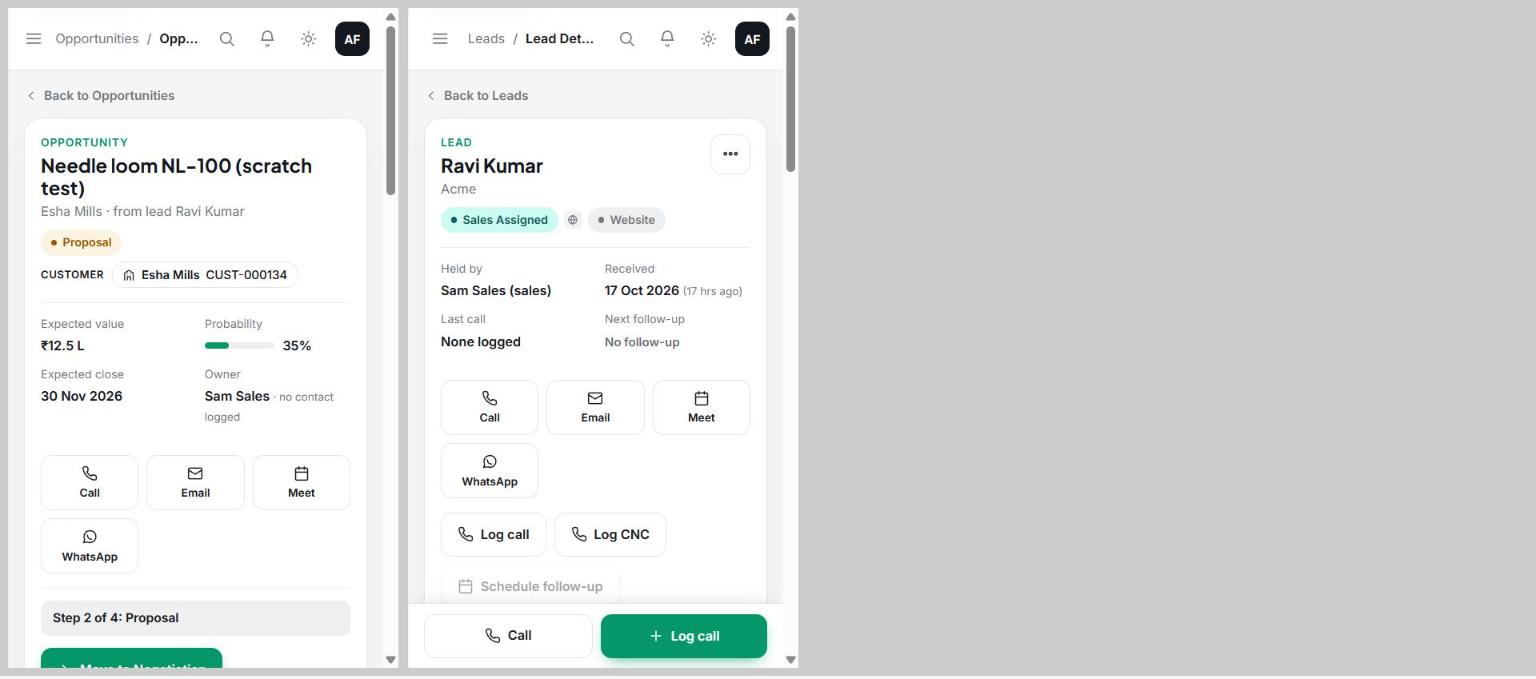 Opportunities / Opp...
AF
Back to Opportunities
OPPORTUNITY
Needle loom NL-100 (scratch
test)
Esha Mills · from lead Ravi Kumar
Proposal
CUSTOMER Esha Mills CUST-000134
Expected value Probability
₹12.5 L 35%
Expected close Owner
30 Nov 2026 Sam Sales · no contact
logged
Call Email Meet
WhatsApp
Step 2 of 4: Proposal
Move to Negotiation
Leads / Lead Det...
AF
Back to Leads
LEAD
Ravi Kumar
Acme
Sales Assigned Website
Held by Received
Sam Sales (sales) 17 Oct 2026 (17 hrs ago)
Last call Next follow-up
None logged No follow-up
Call Email Meet
WhatsApp
Log call Log CNC
Schedule follow-up
Call + Log call